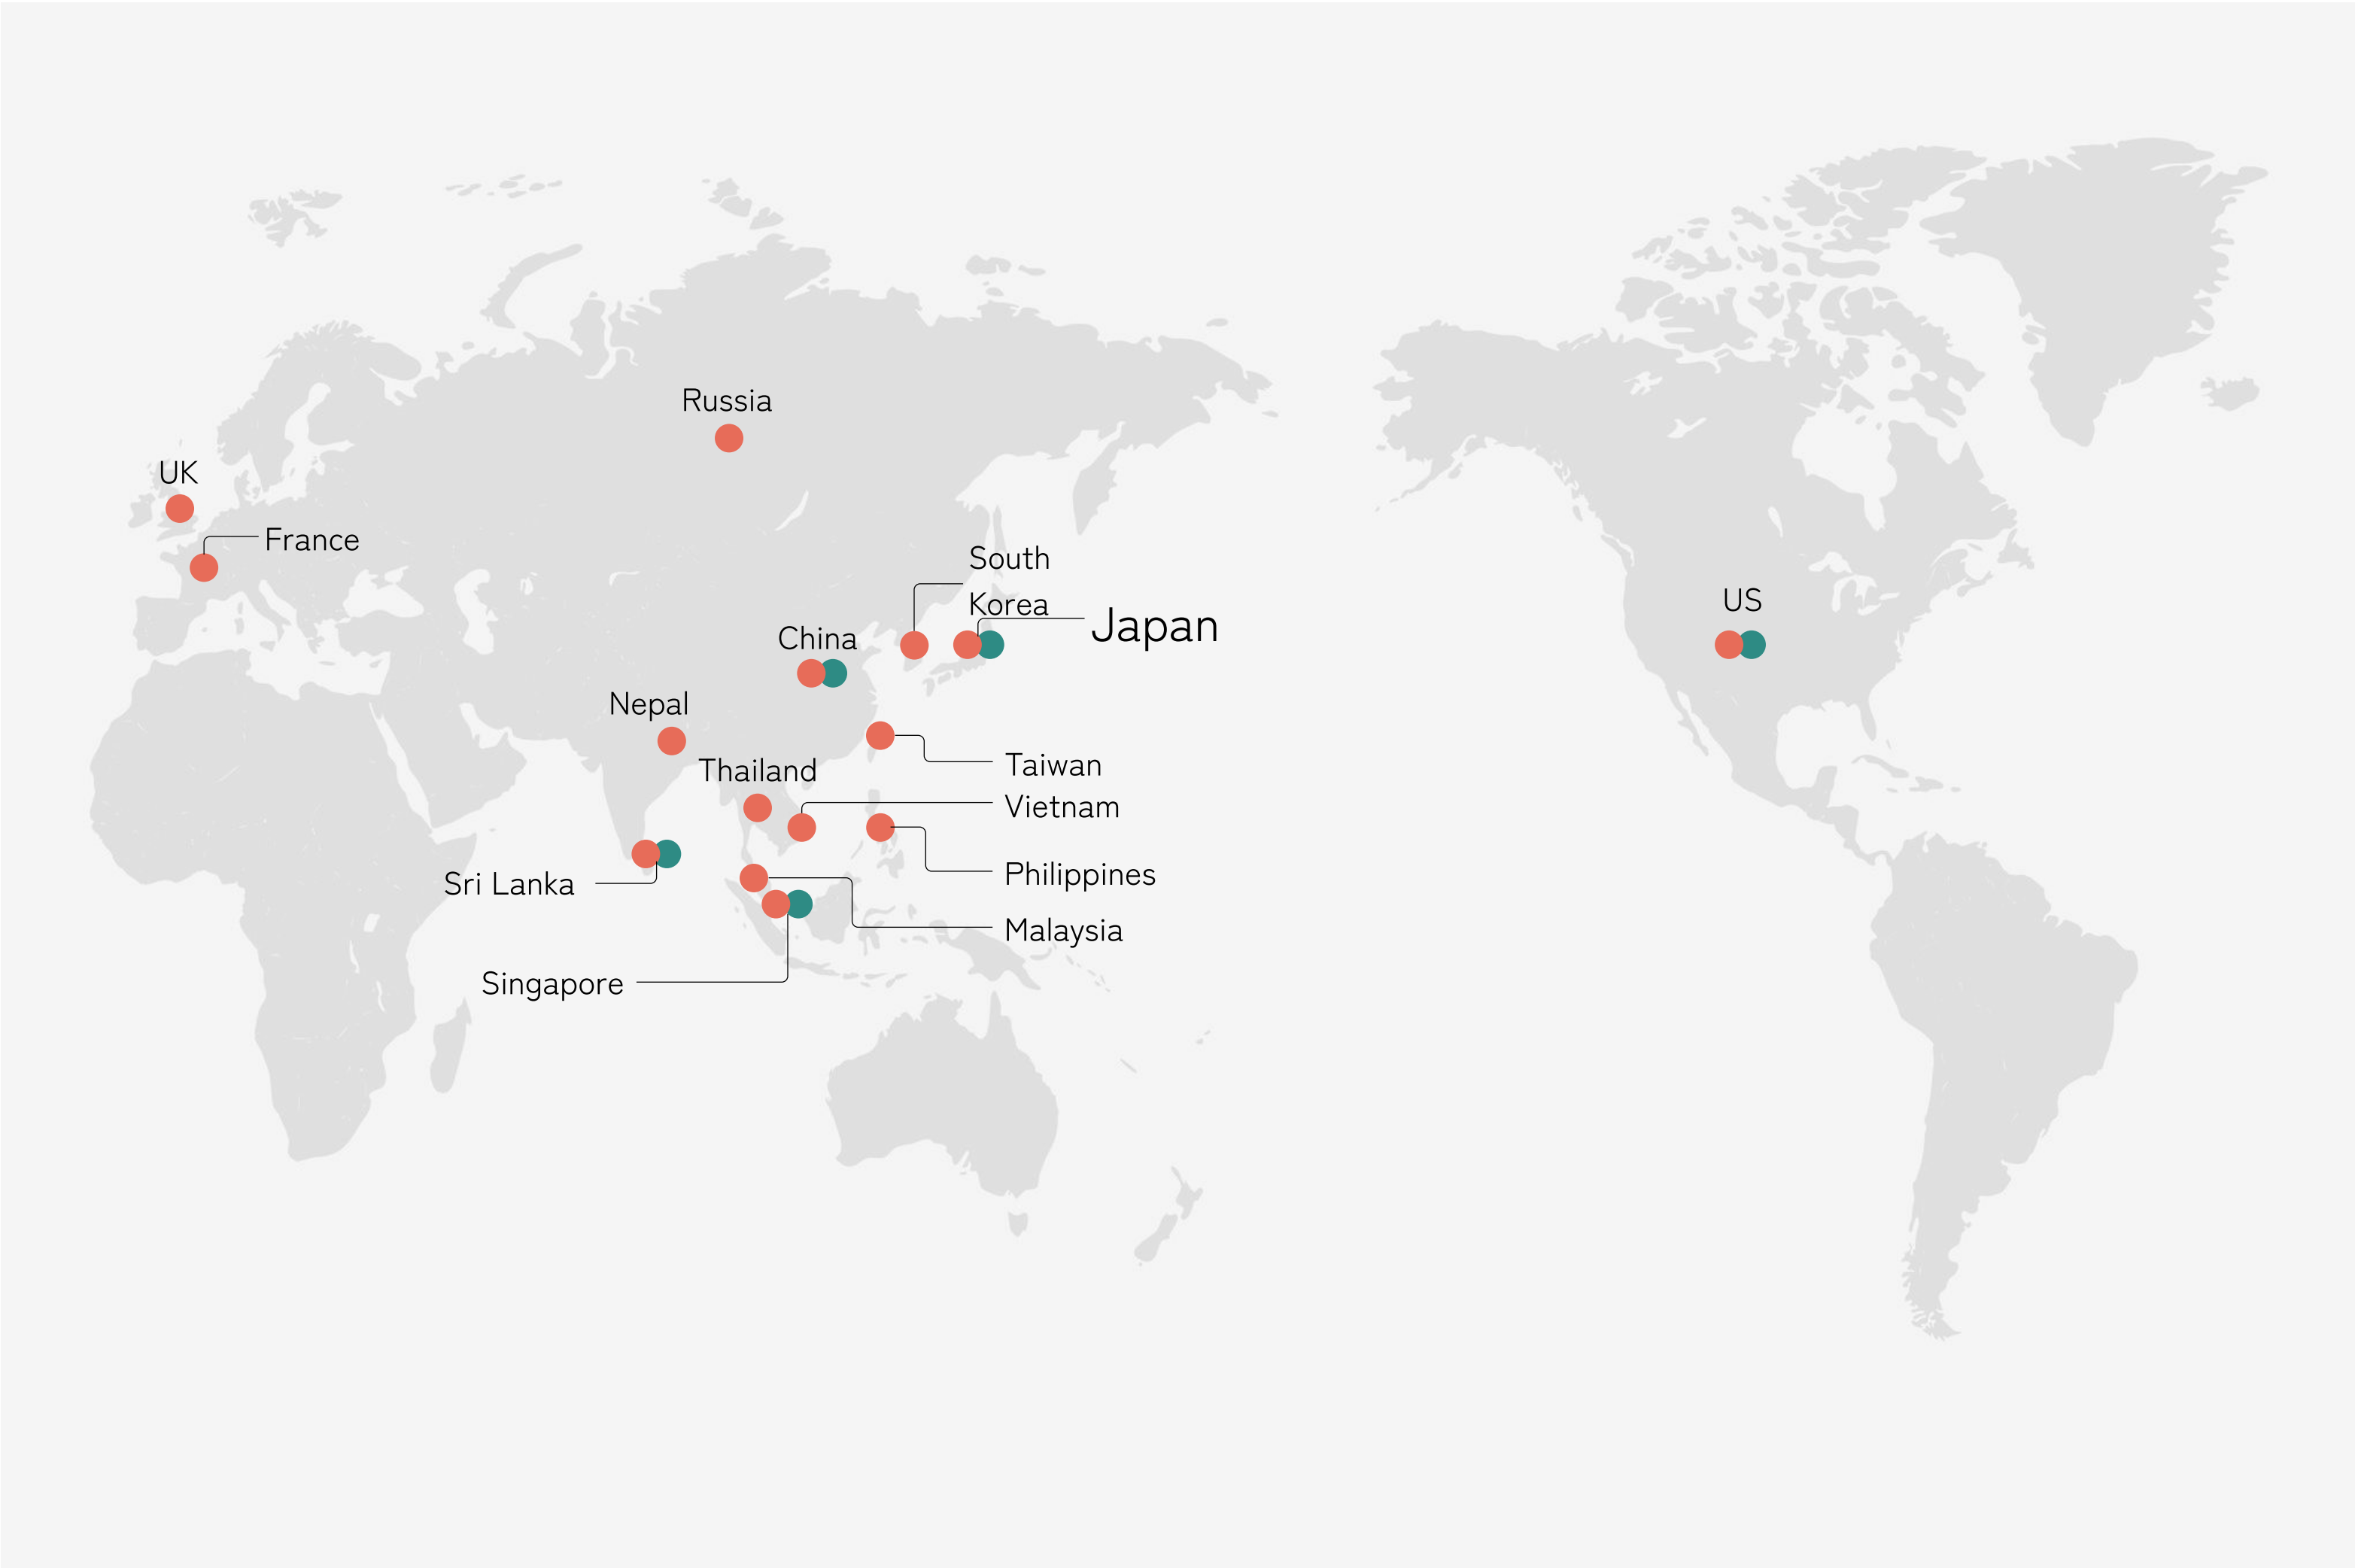 Russia
UK
France
South
Korea
Japan
US
China
Nepal
Taiwan
Thailand
Vietnam
Philippines
Sri Lanka
Malaysia
Singapore